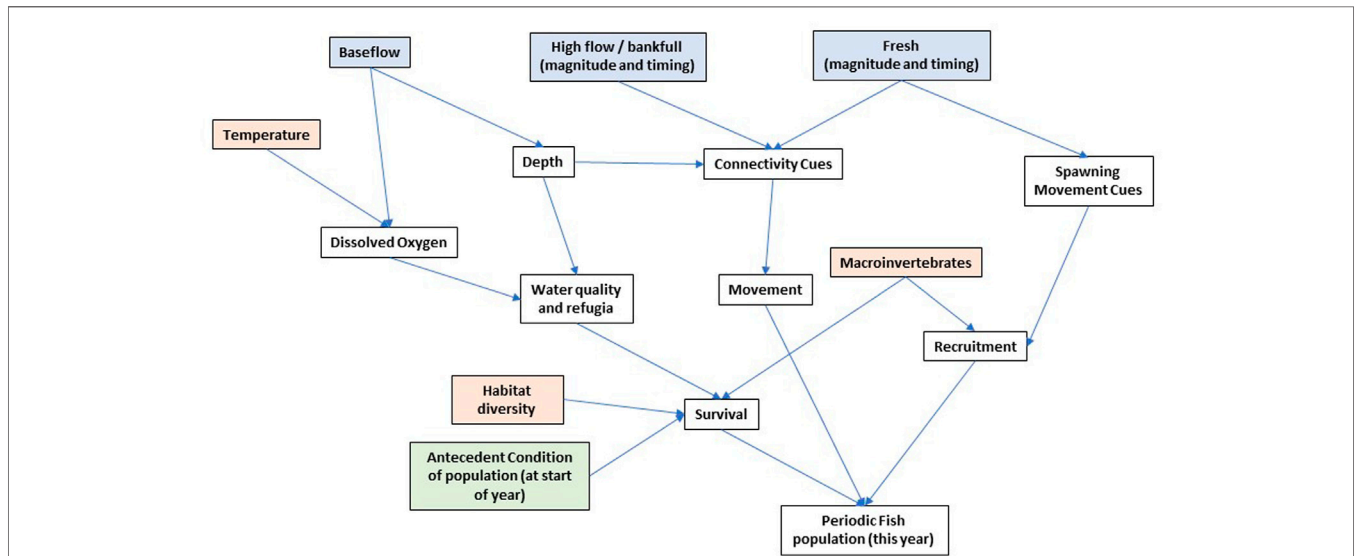 Baseflow
High flow / bankfull
(magnitude and timing)
Fresh
(magnitude and timing)
Temperature
Depth
Connectivity Cues
Spawning
Movement Cues
Dissolved Oxygen
Macroinvertebrates
Water quality
and refugia
Movement
Recruitment
Habitat
diversity
Survival
Antecedent Condition
of population (at start
of year)
Periodic Fish
population (this year)